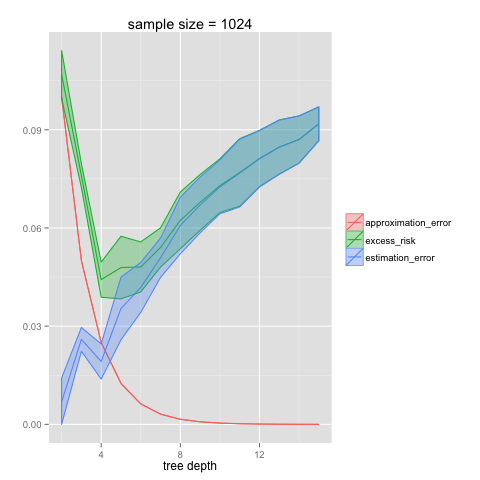 sample size = 1024
0.09
0.06
0.03
0.00
4
8
12
tree depth
approximation_error
excess_risk
estimation_error